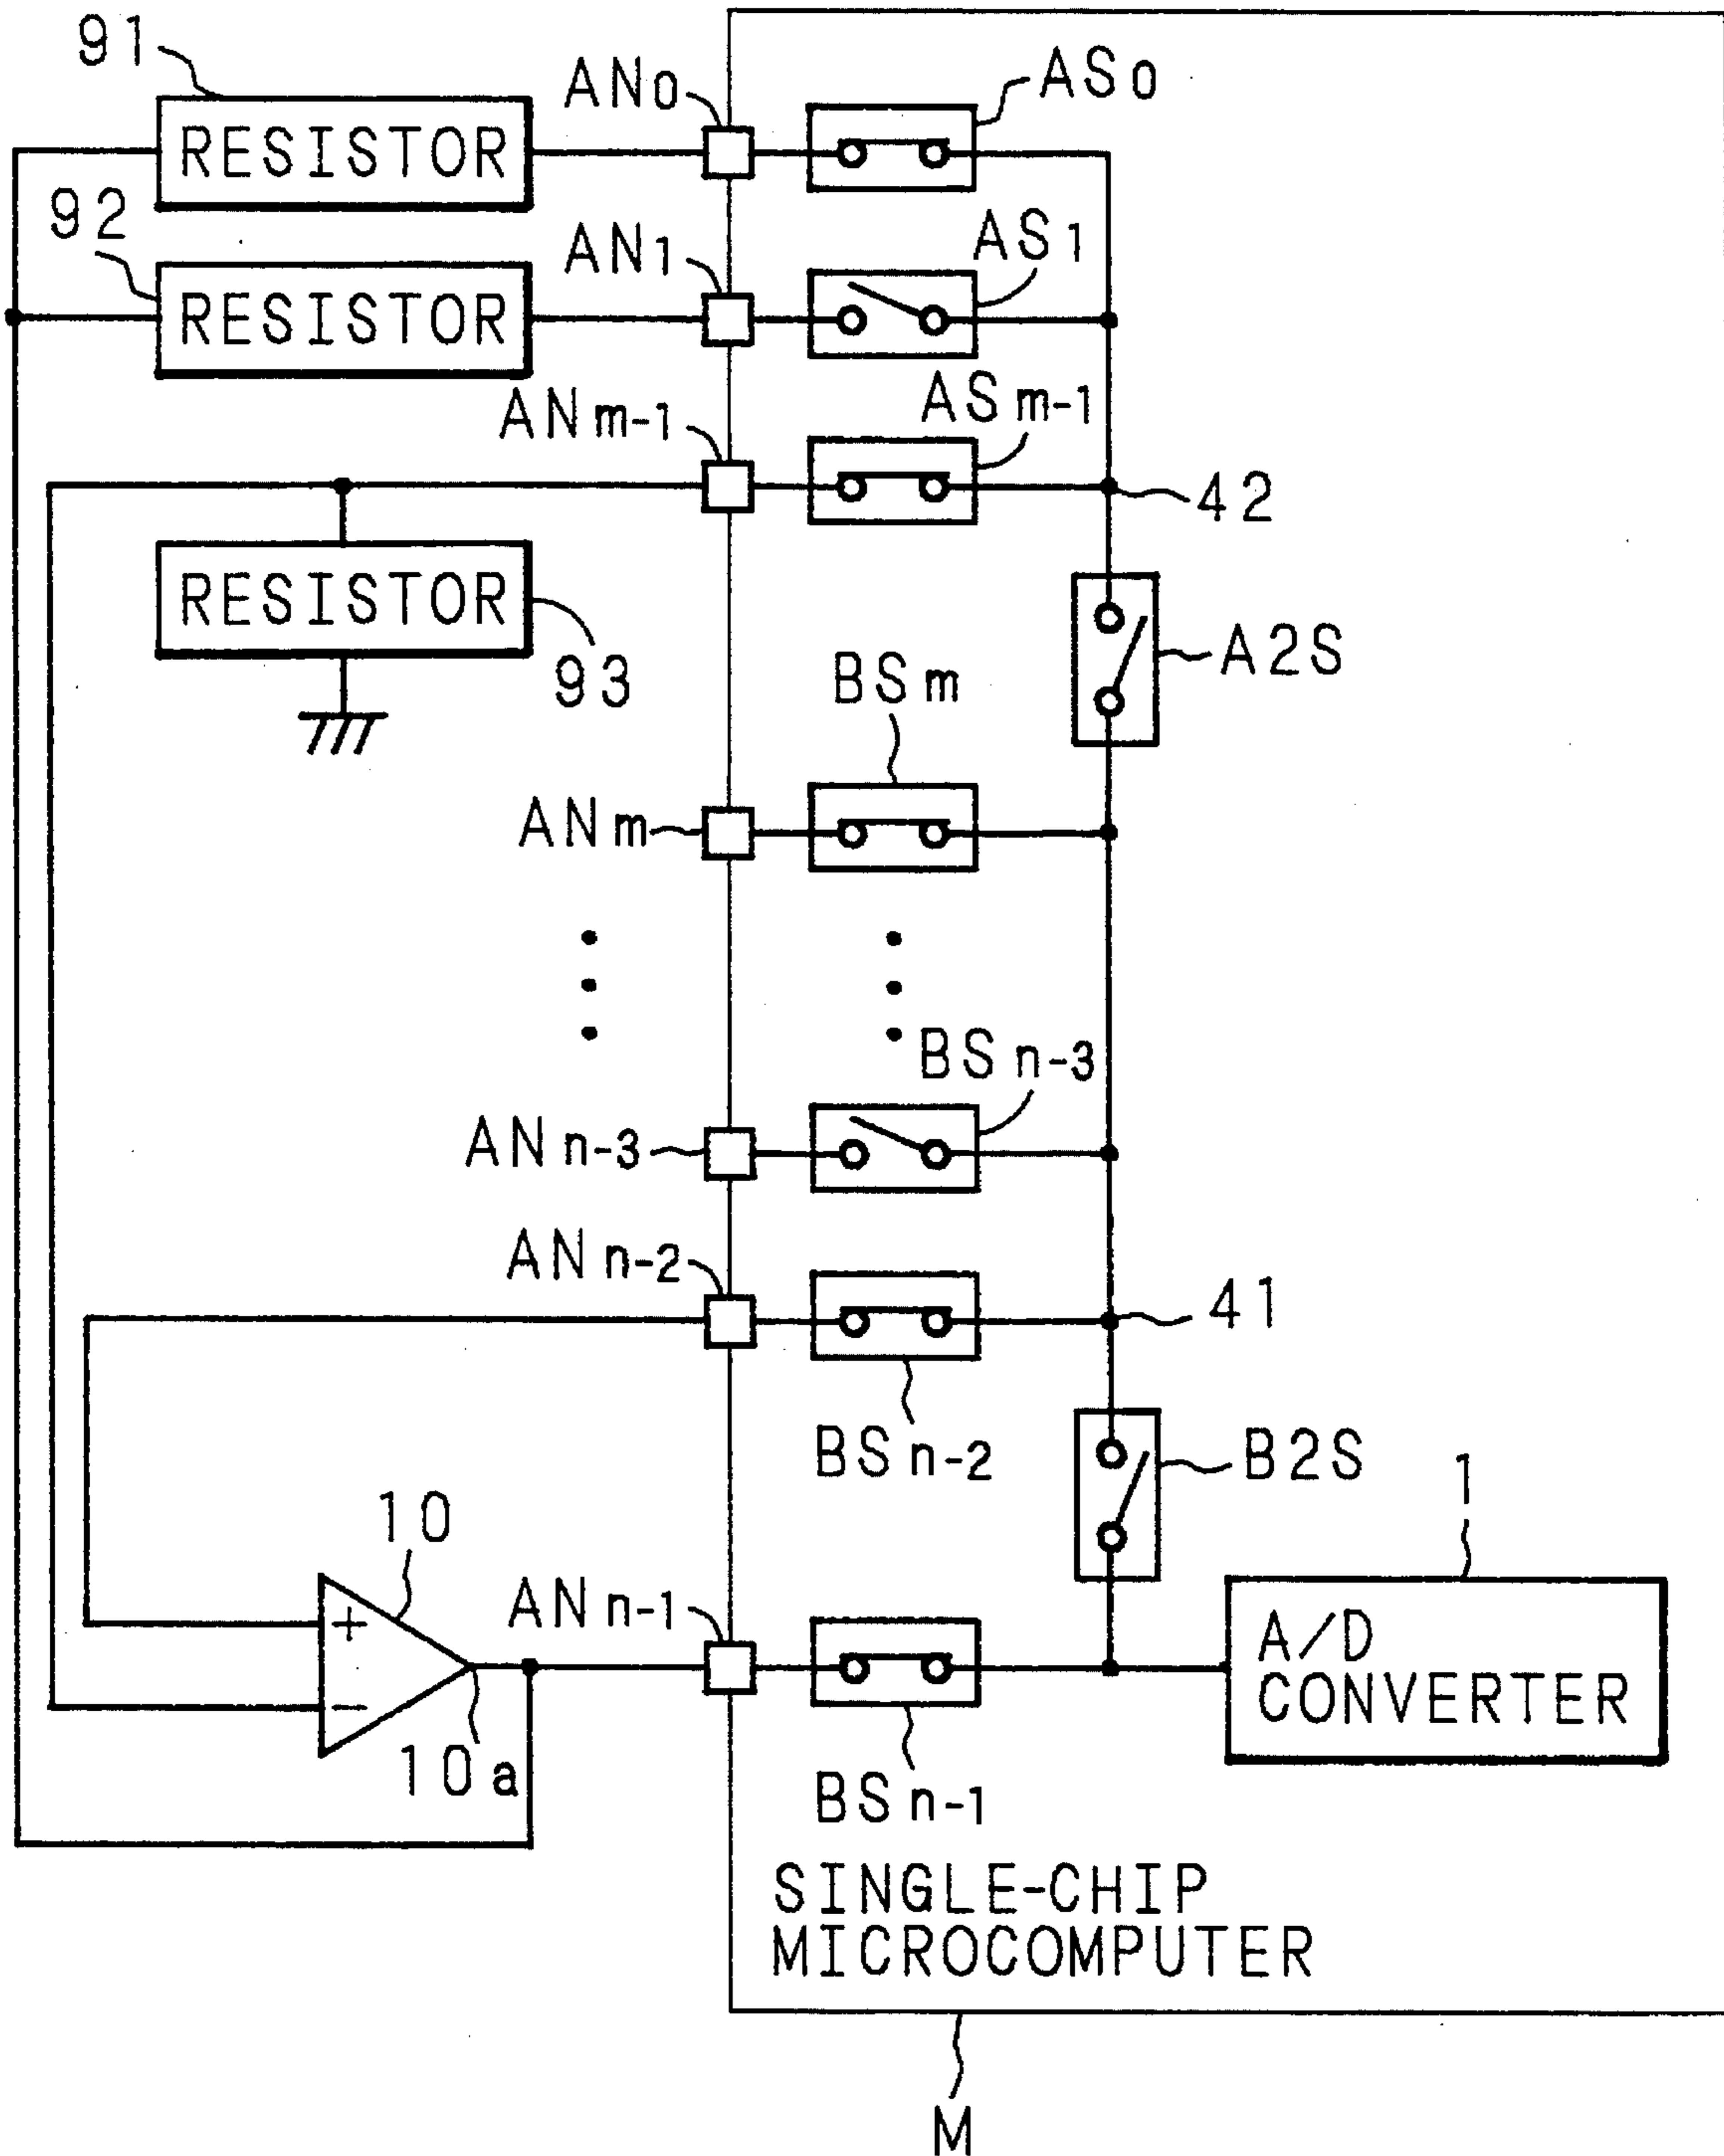 91
RESISTOR
AN0
AS0
92
RESISTOR
AN1
AS1
ANm-1
ASm-1
42
RESISTOR
93
A2S
BSm
ANm
BSn-3
ANn-3
ANn-2
41
BSn-2
B2S
1
10
+
−
10a
ANn-1
A/D
CONVERTER
BSn-1
SINGLE-CHIP
MICROCOMPUTER
M